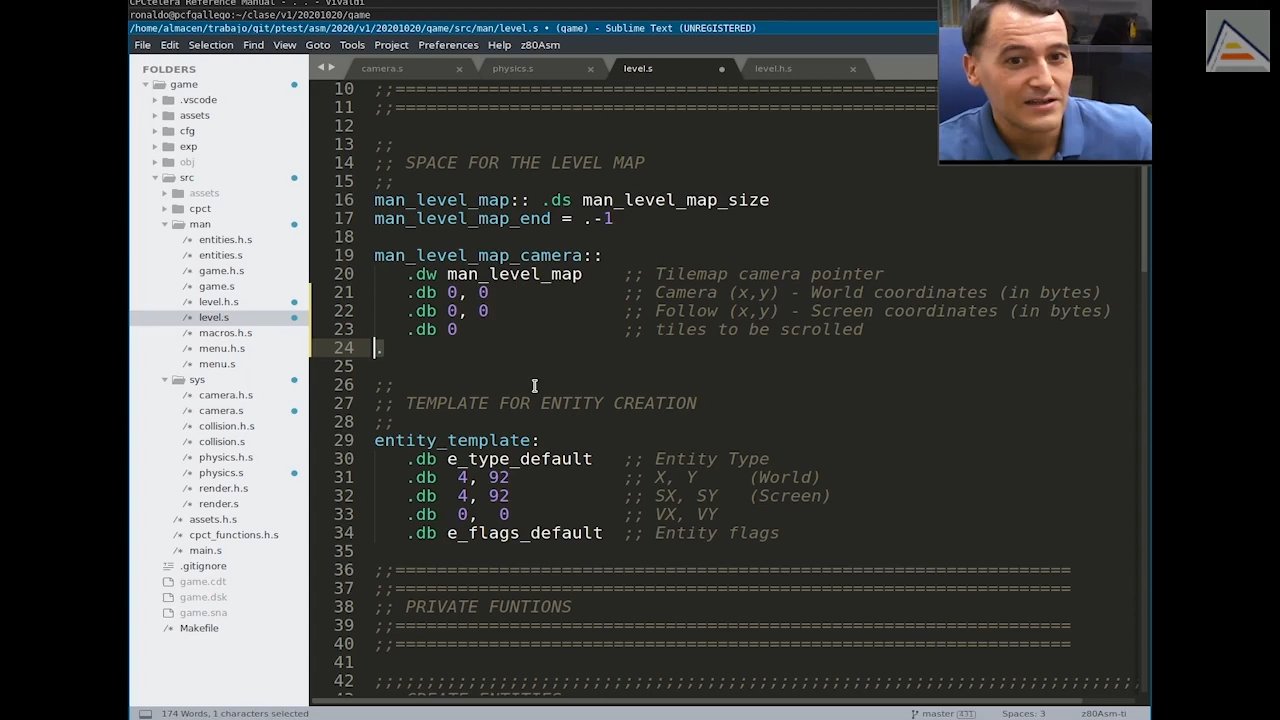 CPCtelera Reference Manual - . . - Vivaldi
ronaldo@pcfgallego:~/clase/v1/20201020/game
/home/almacen/trabajo/git/ptest/asm/2020/v1/20201020/game/src/man/level.s • (game) - Sublime Text (UNREGISTERED)
File Edit Selection Find View Goto Tools Project Preferences Help z80Asm
FOLDERS
game
.vscode
assets
cfg
exp
obj
src
assets
cpct
man
/* entities.h.s
/* entities.s
/* game.h.s
/* game.s
/* level.h.s
/* level.s
/* macros.h.s
/* menu.h.s
/* menu.s
sys
/* camera.h.s
/* camera.s
/* collision.h.s
/* collision.s
/* physics.h.s
/* physics.s
/* render.h.s
/* render.s
/* assets.h.s
/* cpct_functions.h.s
/* main.s
.gitignore
game.cdt
game.dsk
game.sna
Makefile
camera.s × physics.s × level.s • level.h.s ×
10 ;;=====================================================
11 ;;=====================================================
12
13 ;;
14 ;; SPACE FOR THE LEVEL MAP
15 ;;
16 man_level_map:: .ds man_level_map_size
17 man_level_map_end = .-1
18
19 man_level_map_camera::
20 .dw man_level_map ;; Tilemap camera pointer
21 .db 0, 0 ;; Camera (x,y) - World coordinates (in bytes)
22 .db 0, 0 ;; Follow (x,y) - Screen coordinates (in bytes)
23 .db 0 ;; tiles to be scrolled
24 .
25
26 ;;
27 ;; TEMPLATE FOR ENTITY CREATION
28 ;;
29 entity_template:
30 .db e_type_default ;; Entity Type
31 .db 4, 92 ;; X, Y (World)
32 .db 4, 92 ;; SX, SY (Screen)
33 .db 0, 0 ;; VX, VY
34 .db e_flags_default ;; Entity flags
35
36 ;;=================================================================
37 ;;=================================================================
38 ;; PRIVATE FUNTIONS
39 ;;=================================================================
40 ;;=================================================================
41
42 ;;;;;;;;;;;;;;;;;;;;;;;;;;;;;;;;;;;;;;;;;;;;;;;;;;;;;;;;;;;;;;;;;;;;;;;;;
43 ;; CREATE ENTITIES
174 Words, 1 characters selected master 431 Spaces: 3 z80Asm-ti